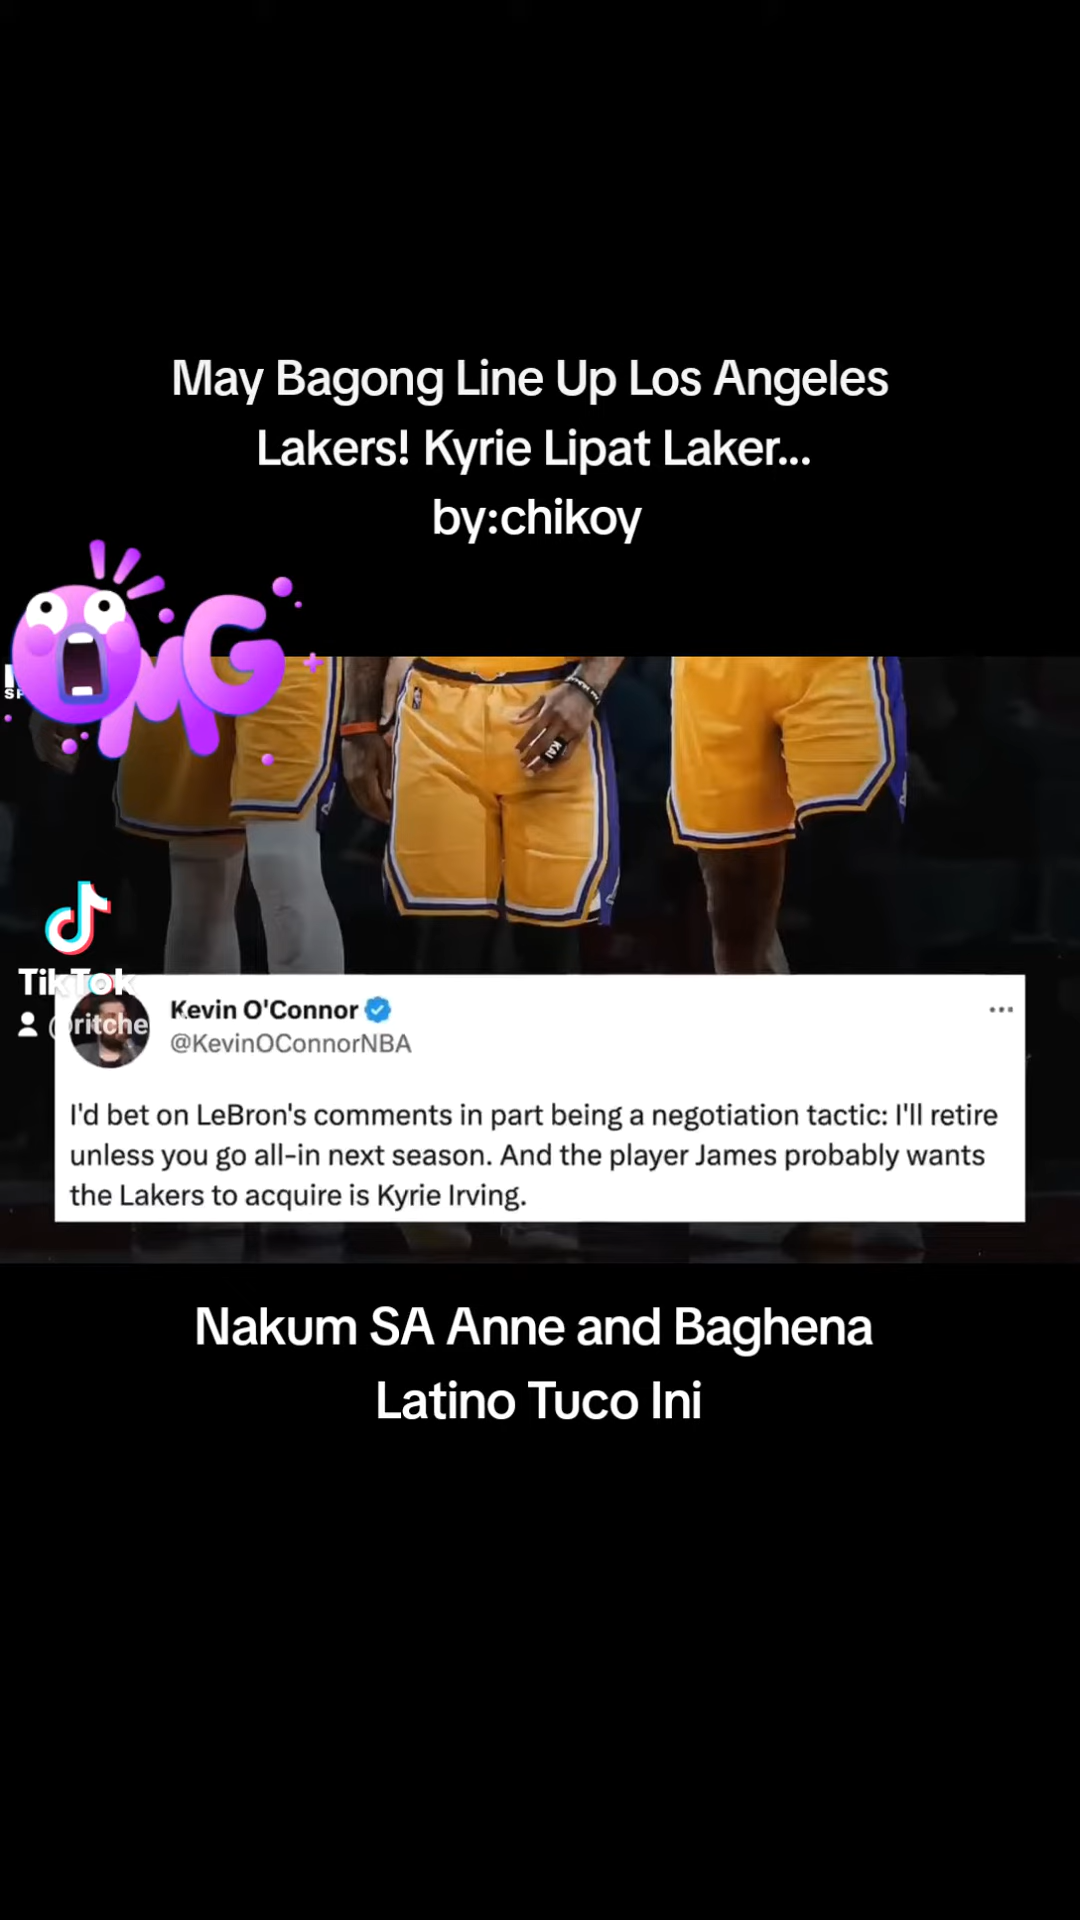 May Bagong Line Up Los Angeles
Lakers! Kyrie Lipat Laker...
by:chikoy
OMG
TikTok
@ritche
Kevin O'Connor
@KevinOConnorNBA
I'd bet on LeBron's comments in part being a negotiation tactic: I'll retire
unless you go all-in next season. And the player James probably wants
the Lakers to acquire is Kyrie Irving.
Nakum SA Anne and Baghena
Latino Tuco Ini